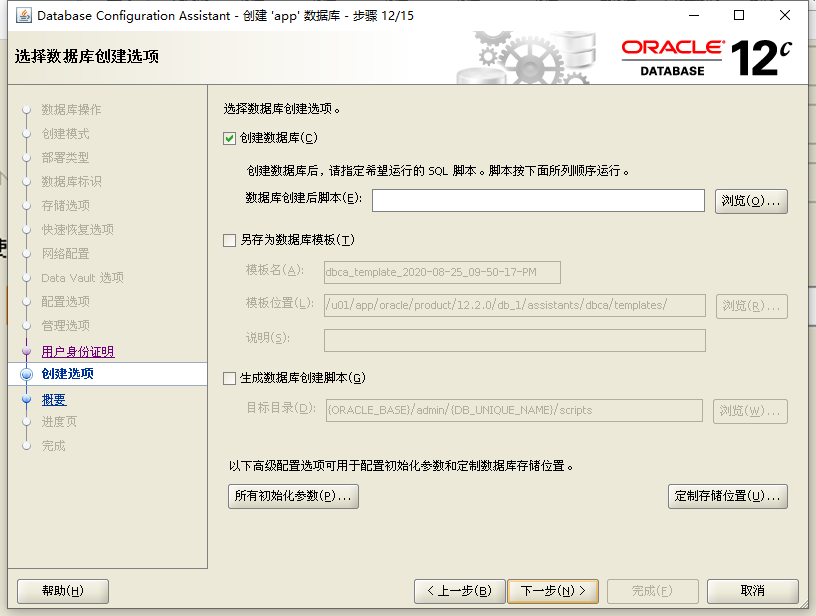 Database Configuration Assistant - 创建 'app' 数据库 - 步骤 12/15
选择数据库创建选项
ORACLE
DATABASE
12c
数据库操作
创建模式
部署类型
数据库标识
存储选项
快速恢复选项
网络配置
Data Vault 选项
配置选项
管理选项
用户身份证明
创建选项
概要
进度页
完成
选择数据库创建选项。
创建数据库(C)
创建数据库后，请指定希望运行的 SQL 脚本。脚本按下面所列顺序运行。
数据库创建后脚本(E):
浏览(O)...
另存为数据库模板(T)
模板名(A): dbca_template_2020-08-25_09-50-17-PM
模板位置(L): /u01/app/oracle/product/12.2.0/db_1/assistants/dbca/templates/ 浏览(R)...
说明(S):
生成数据库创建脚本(G)
目标目录(D): {ORACLE_BASE}/admin/{DB_UNIQUE_NAME}/scripts 浏览(W)...
以下高级配置选项可用于配置初始化参数和定制数据库存储位置。
所有初始化参数(P)... 定制存储位置(U)...
帮助(H) < 上一步(B) 下一步(N) > 完成(F) 取消